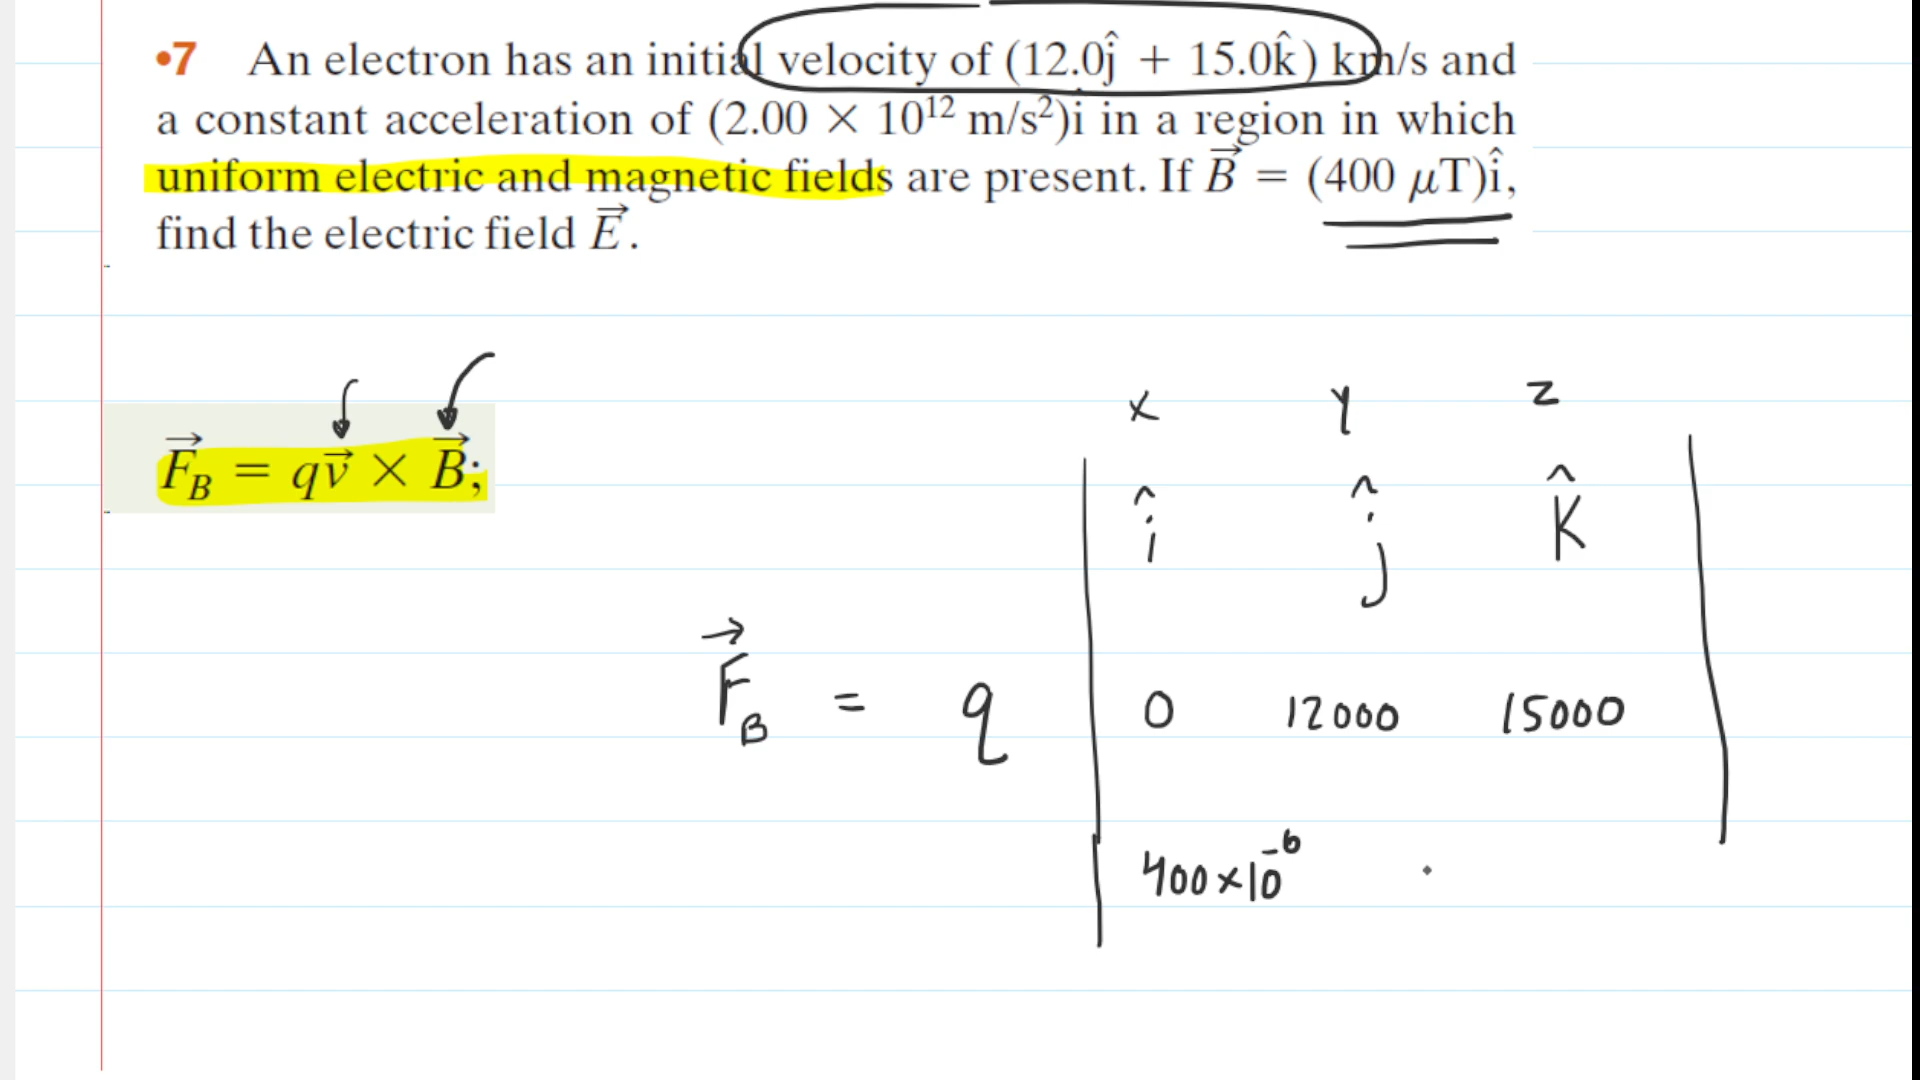 •7 An electron has an initial velocity of (12.0ĵ + 15.0k̂) km/s and
a constant acceleration of (2.00 × 10¹² m/s²)î in a region in which
uniform electric and magnetic fields are present. If B⃗ = (400 μT)î,
find the electric field E⃗.
F⃗_B = qv⃗ × B⃗;
x y z
î ĵ k̂
F⃗_B = q 0 12000 15000
400×10⁻⁶